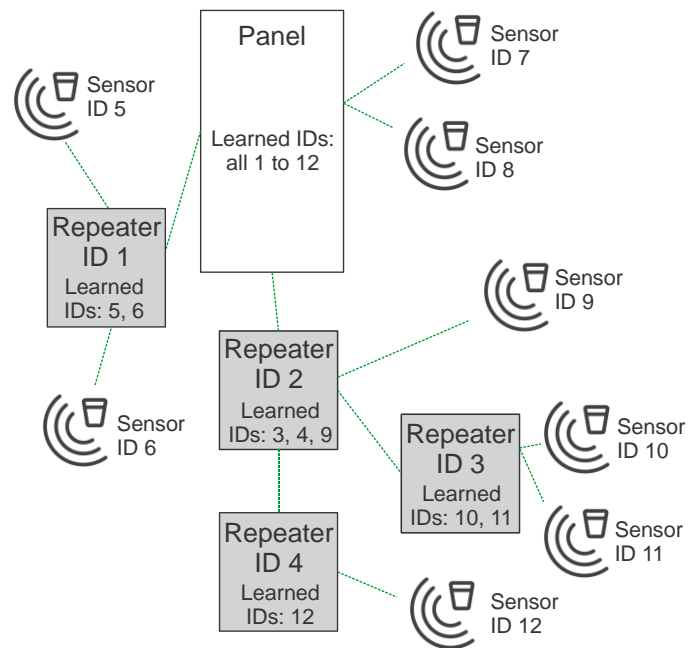 Panel
Learned IDs:
all 1 to 12
Sensor
ID 7
Sensor
ID 8
Sensor
ID 5
Repeater
ID 1
Learned
IDs: 5, 6
Sensor
ID 6
Sensor
ID 9
Repeater
ID 2
Learned
IDs: 3, 4, 9
Repeater
ID 3
Learned
IDs: 10, 11
Sensor
ID 10
Sensor
ID 11
Repeater
ID 4
Learned
IDs: 12
Sensor
ID 12